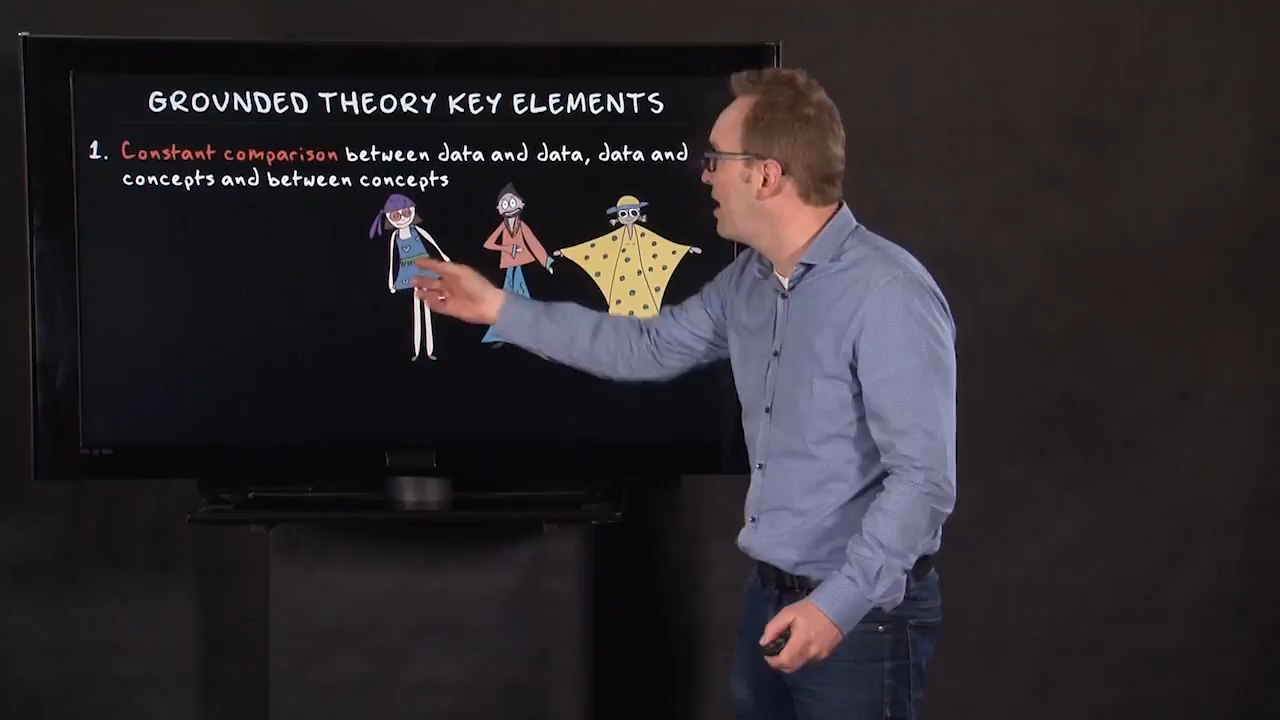 GROUNDED THEORY KEY ELEMENTS
1. Constant comparison between data and data, data and
concepts and between concepts